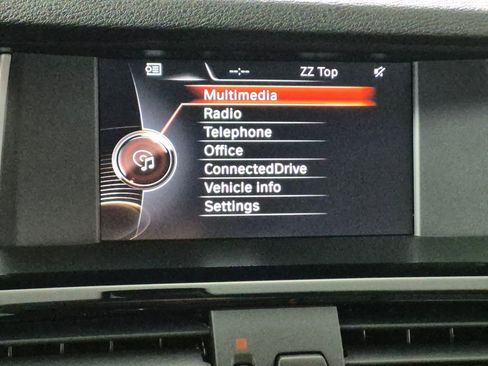 --:-- ZZ Top
Multimedia
Radio
Telephone
Office
ConnectedDrive
Vehicle info
Settings